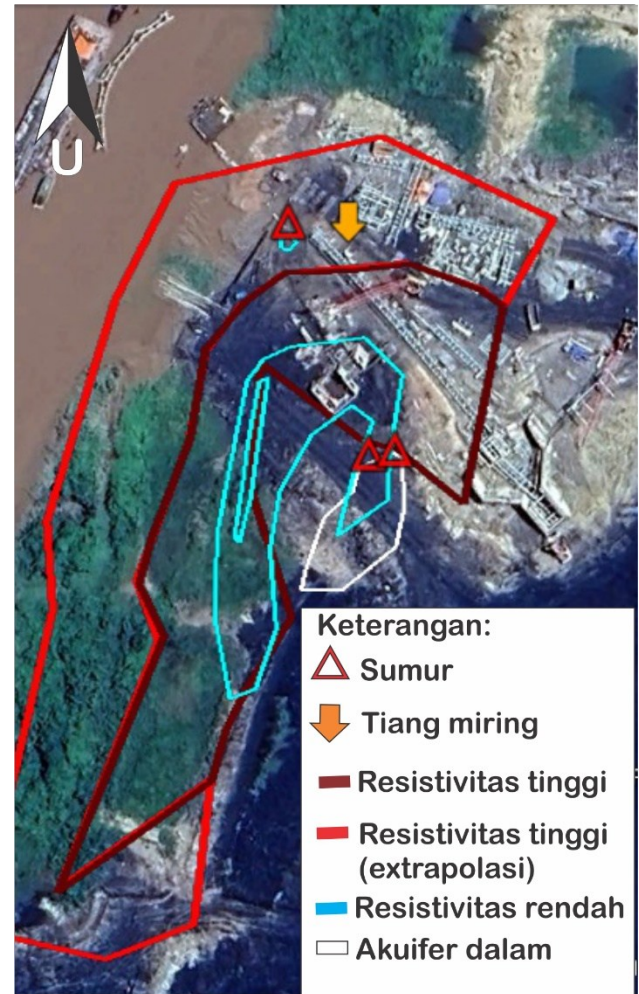 U
Keterangan:
Sumur
Tiang miring
Resistivitas tinggi
Resistivitas tinggi
(extrapolasi)
Resistivitas rendah
Akuifer dalam